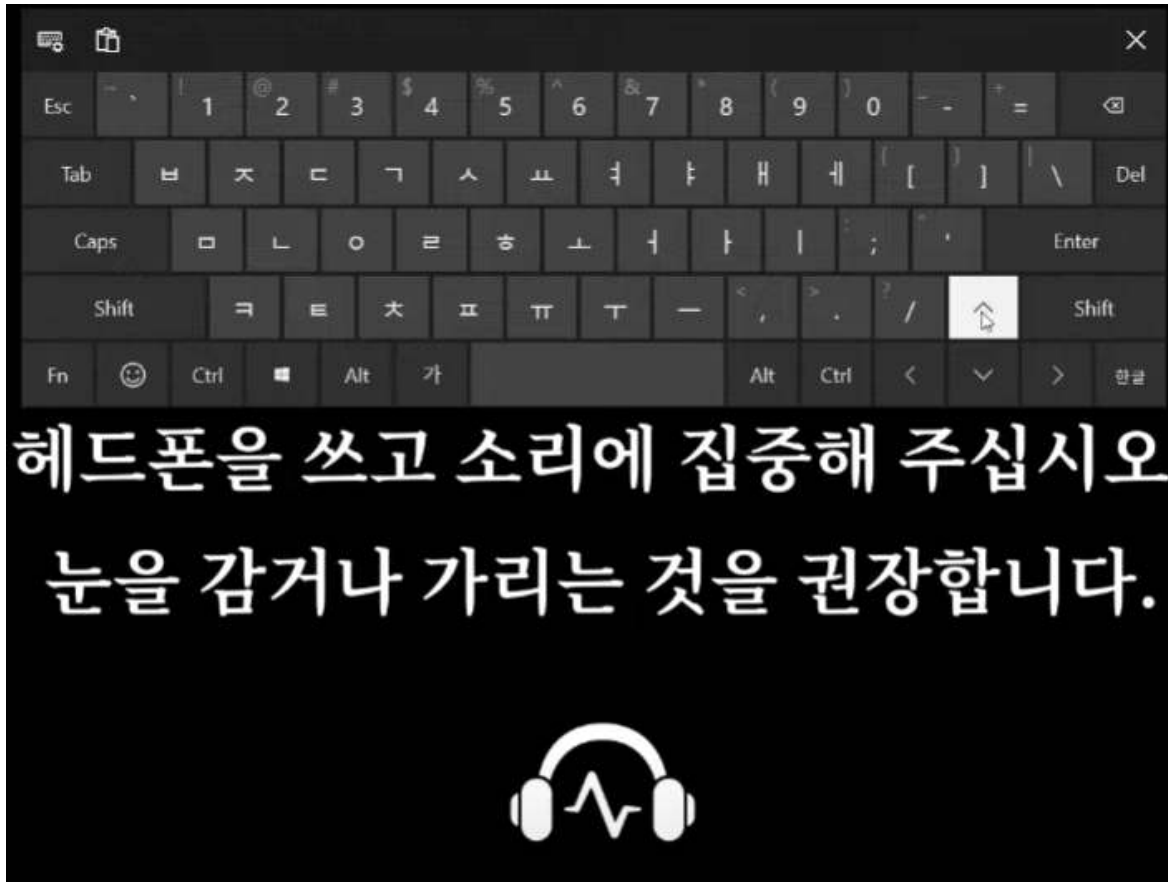 Esc ~ ` ! 1 @ 2 # 3 $ 4 % 5 ^ 6 & 7 * 8 ( 9 ) 0 _ - + =
Tab ㅂ ㅈ ㄷ ㄱ ㅅ ㅛ ㅕ ㅑ ㅐ ㅔ { [ } ] | \ Del
Caps ㅁ ㄴ ㅇ ㄹ ㅎ ㅗ ㅓ ㅏ ㅣ : ; " ' Enter
Shift ㅋ ㅌ ㅊ ㅍ ㅠ ㅜ ㅡ < , > . ? / Shift
Fn Ctrl Alt 가 Alt Ctrl 한글
헤드폰을 쓰고 소리에 집중해 주십시오
눈을 감거나 가리는 것을 권장합니다.